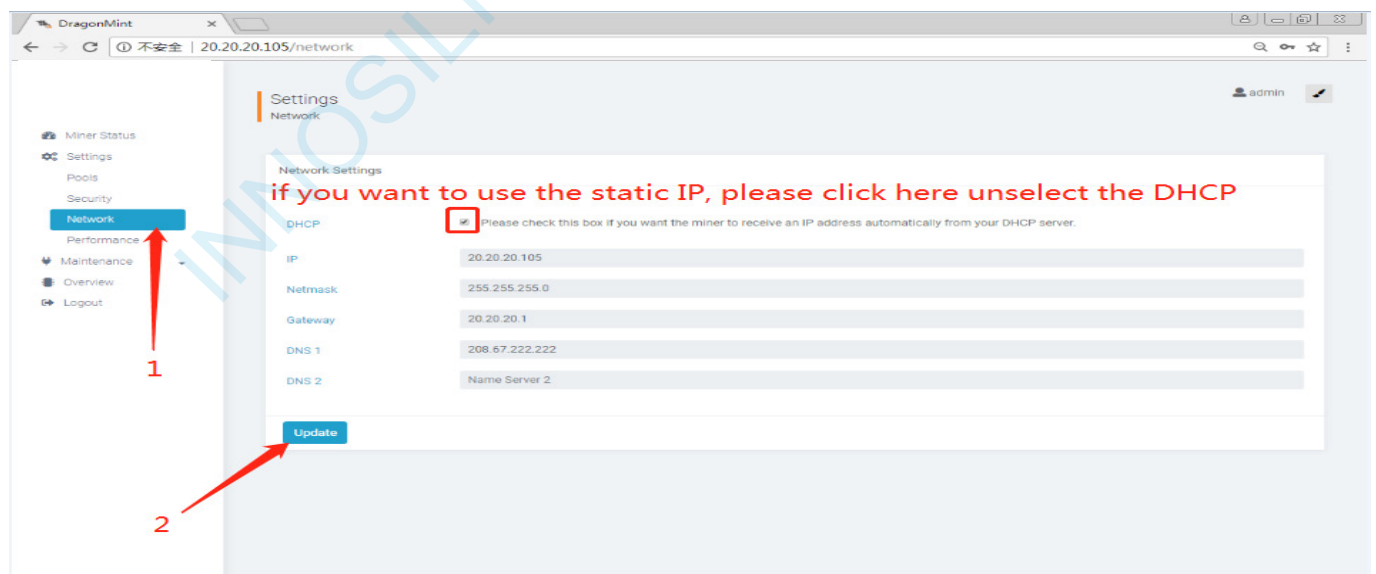 DragonMint
不安全 | 20.20.20.105/network
Settings
Network
admin
Miner Status
Settings
Pools
Security
Network
Performance
Maintenance
Overview
Logout
Network Settings
if you want to use the static IP, please click here unselect the DHCP
DHCP Please check this box if you want the miner to receive an IP address automatically from your DHCP server.
IP 20.20.20.105
Netmask 255.255.255.0
Gateway 20.20.20.1
DNS 1 208.67.222.222
DNS 2 Name Server 2
Update
1
2
INNOSILI